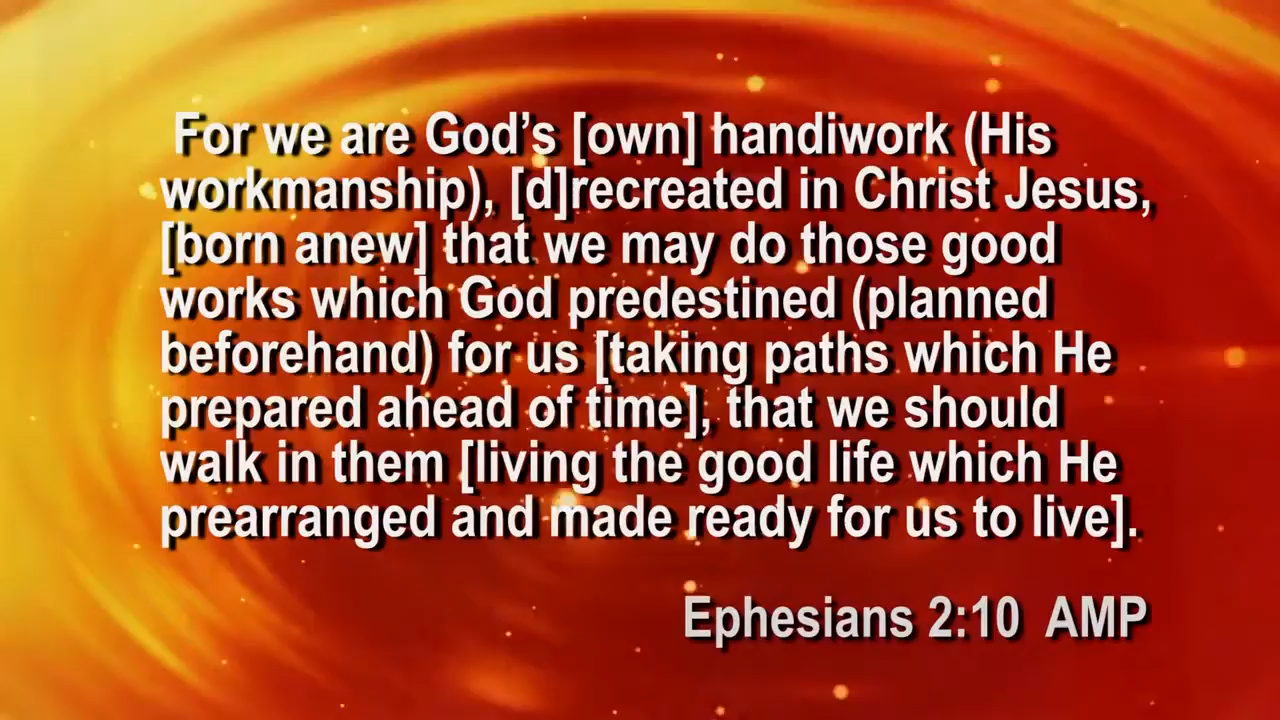 For we are God’s [own] handiwork (His
workmanship), [d]recreated in Christ Jesus,
[born anew] that we may do those good
works which God predestined (planned
beforehand) for us [taking paths which He
prepared ahead of time], that we should
walk in them [living the good life which He
prearranged and made ready for us to live].
Ephesians 2:10 AMP